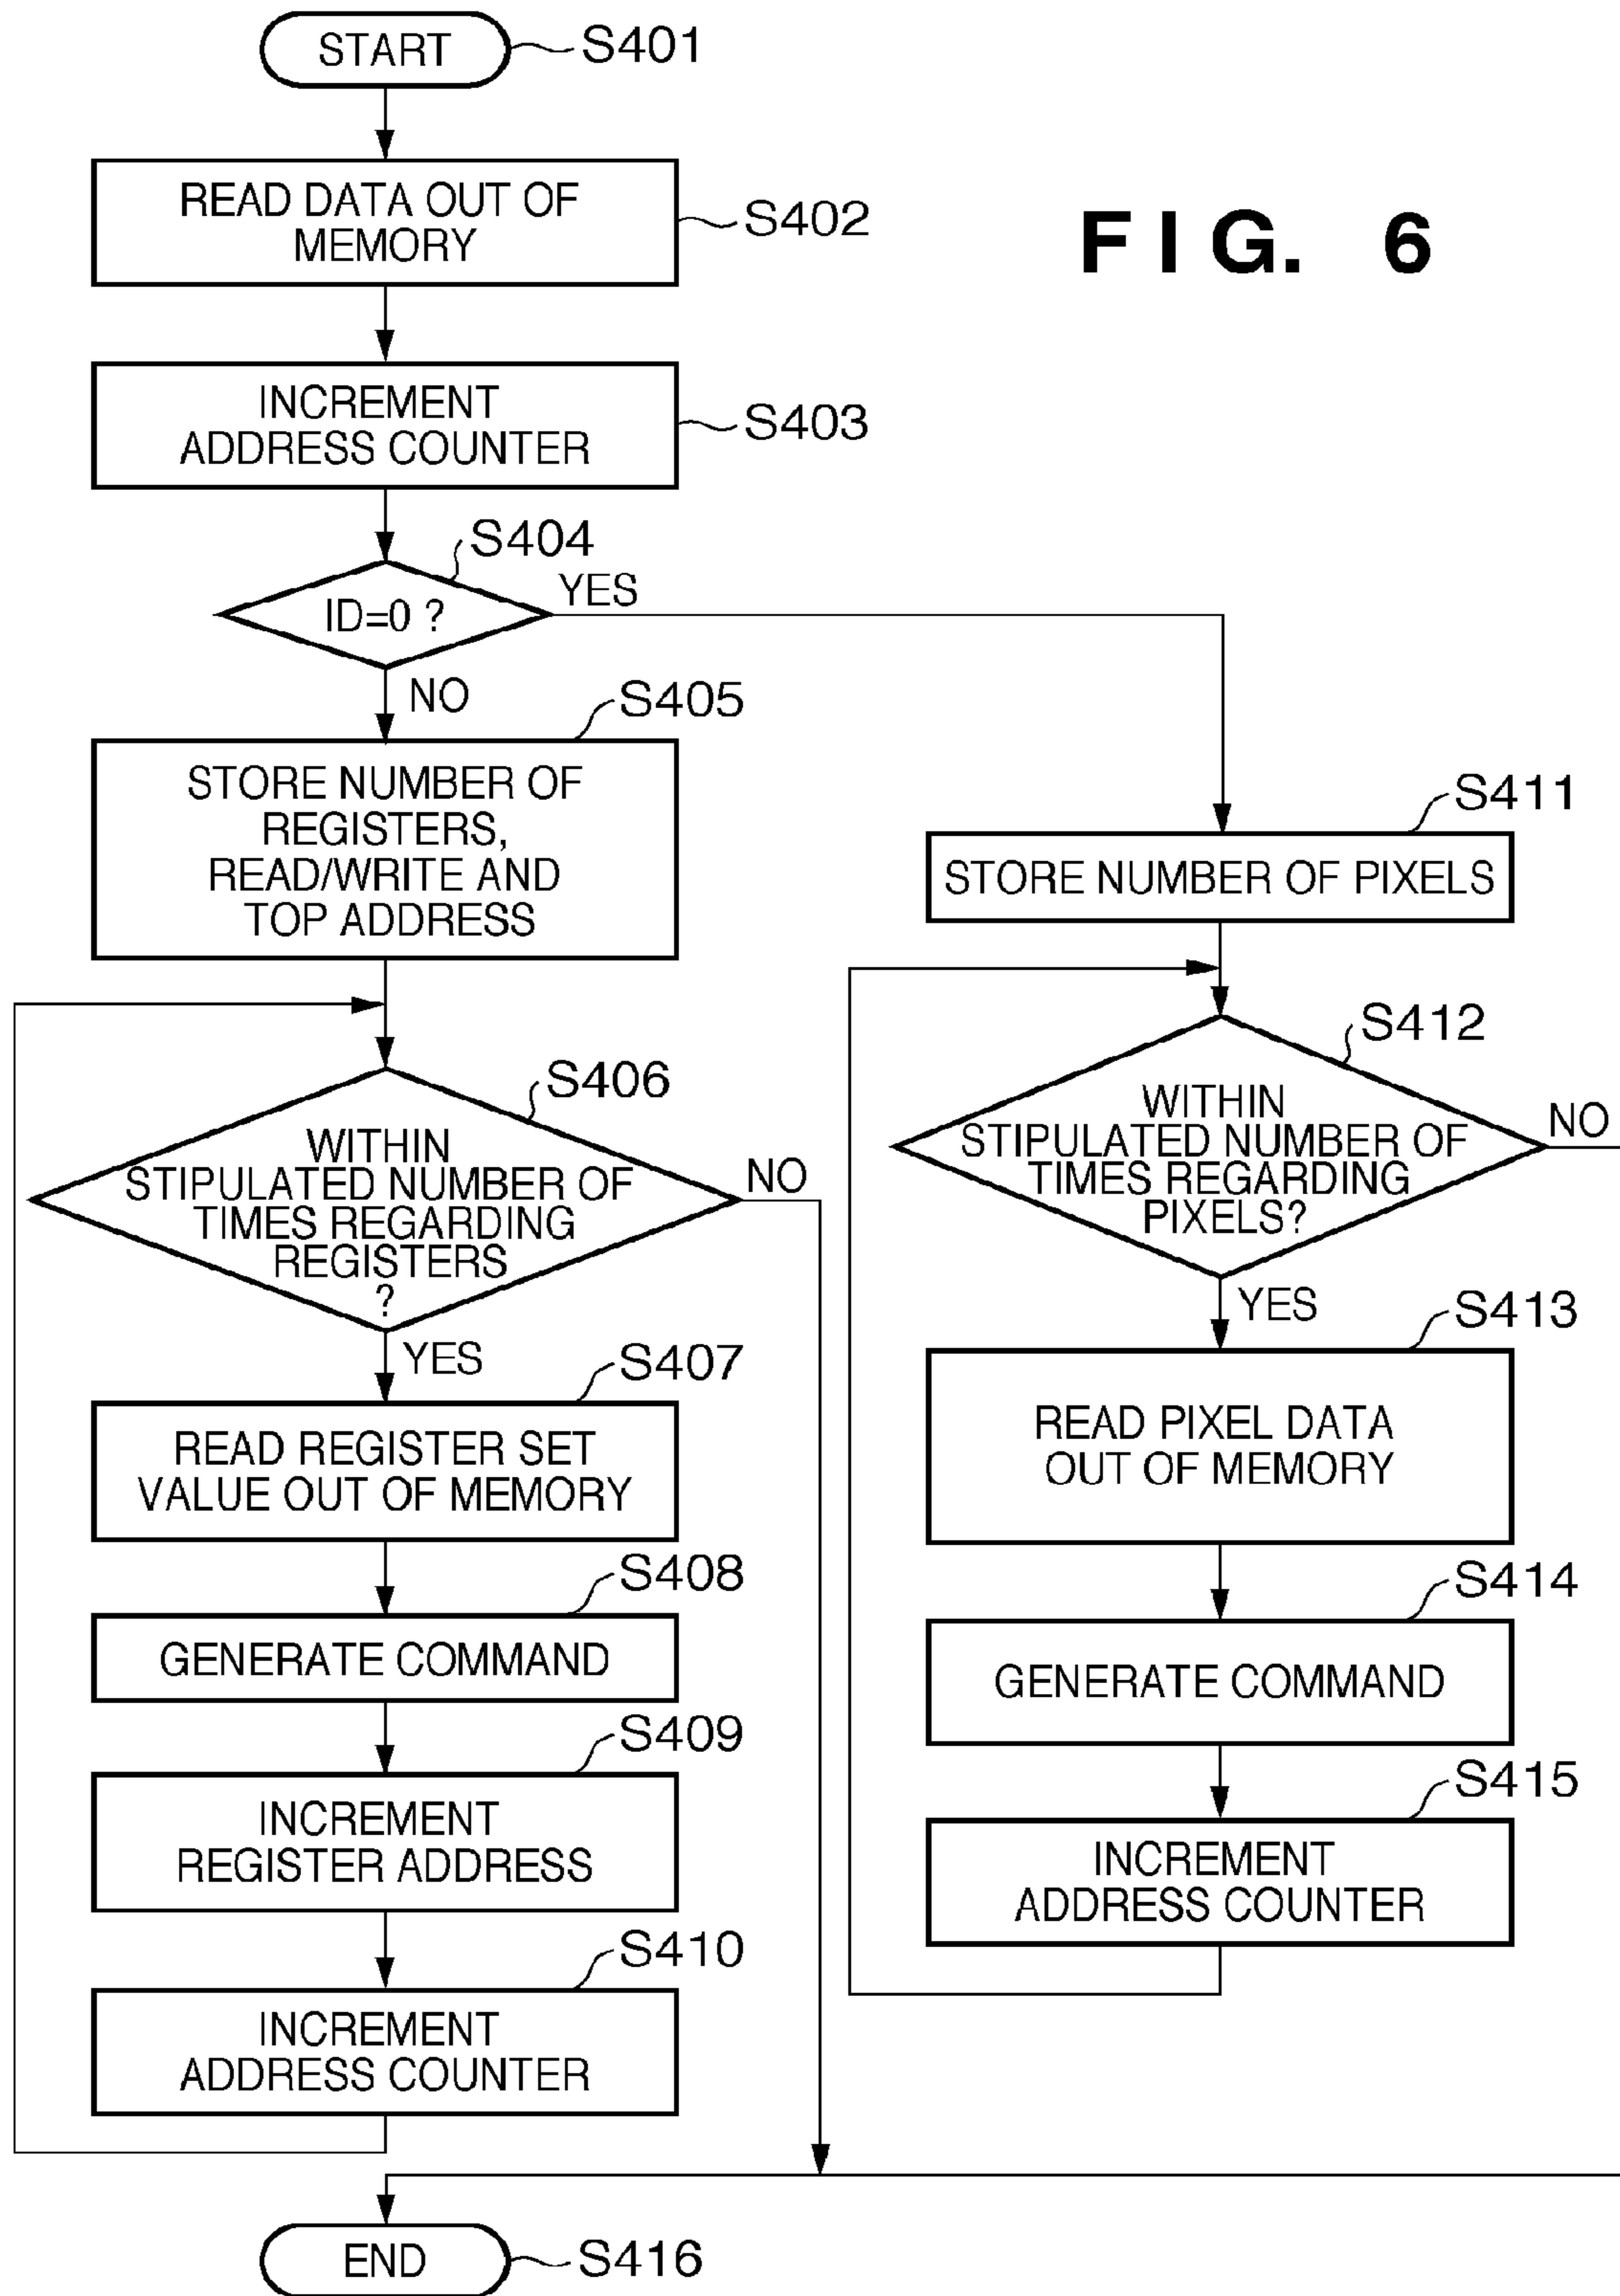 START
S401
READ DATA OUT OF
MEMORY
S402
FIG. 6
INCREMENT
ADDRESS COUNTER
S403
S404
ID=0 ?
YES
NO
S405
STORE NUMBER OF
REGISTERS,
READ/WRITE AND
TOP ADDRESS
S406
WITHIN
STIPULATED NUMBER OF
TIMES REGARDING
REGISTERS
?
NO
YES
S407
READ REGISTER SET
VALUE OUT OF MEMORY
S408
GENERATE COMMAND
S409
INCREMENT
REGISTER ADDRESS
S410
INCREMENT
ADDRESS COUNTER
S411
STORE NUMBER OF PIXELS
S412
WITHIN
STIPULATED NUMBER OF
TIMES REGARDING
PIXELS?
NO
YES
S413
READ PIXEL DATA
OUT OF MEMORY
S414
GENERATE COMMAND
S415
INCREMENT
ADDRESS COUNTER
END
S416